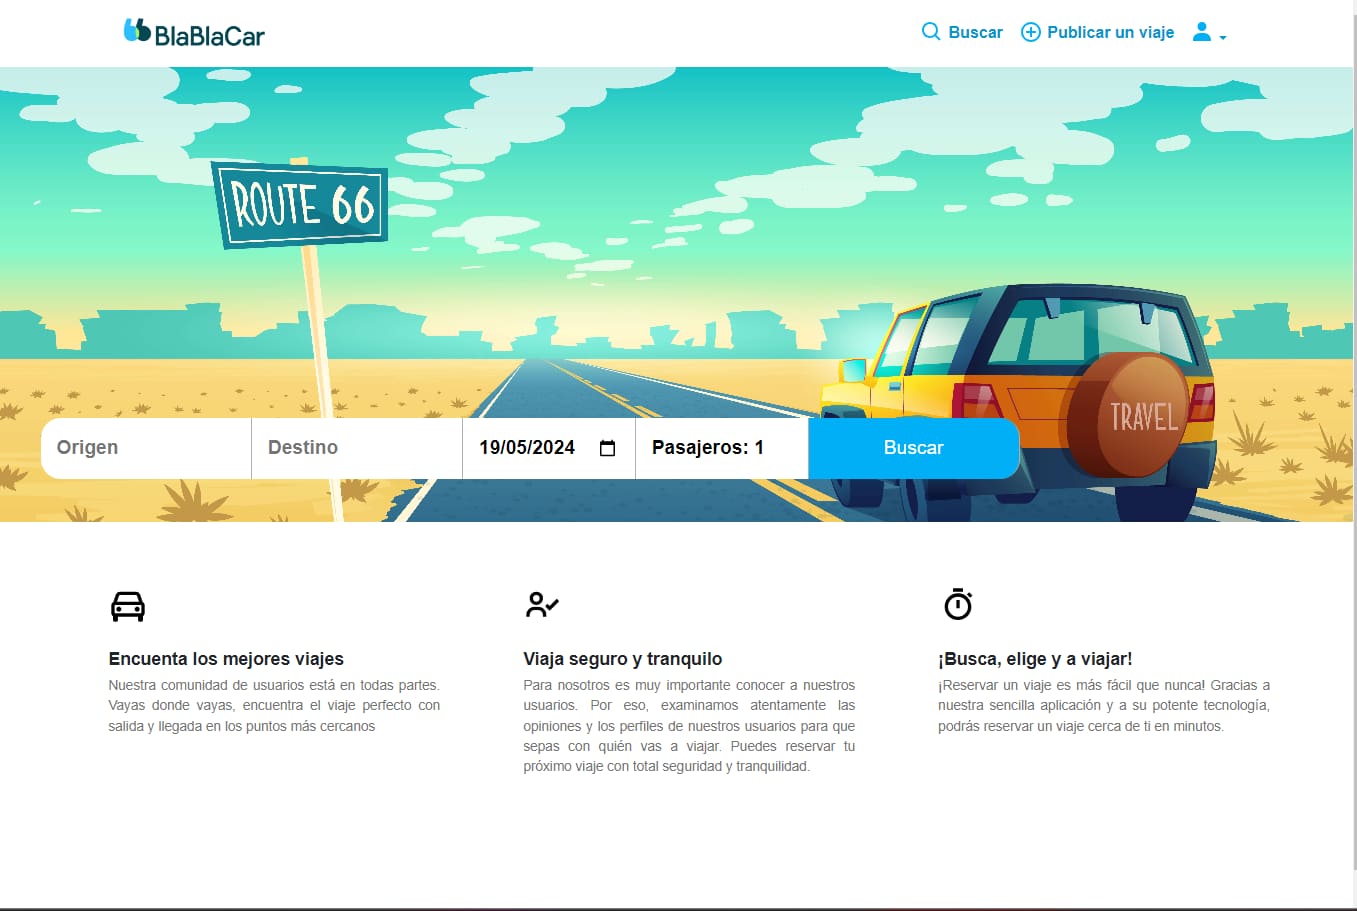 BlaBlaCar
Buscar
Publicar un viaje
ROUTE 66
TRAVEL
Origen
Destino
19/05/2024
Pasajeros: 1
Buscar
Encuenta los mejores viajes
Nuestra comunidad de usuarios está en todas partes.
Vayas donde vayas, encuentra el viaje perfecto con
salida y llegada en los puntos más cercanos
Viaja seguro y tranquilo
Para nosotros es muy importante conocer a nuestros
usuarios. Por eso, examinamos atentamente las
opiniones y los perfiles de nuestros usuarios para que
sepas con quién vas a viajar. Puedes reservar tu
próximo viaje con total seguridad y tranquilidad.
¡Busca, elige y a viajar!
¡Reservar un viaje es más fácil que nunca! Gracias a
nuestra sencilla aplicación y a su potente tecnología,
podrás reservar un viaje cerca de ti en minutos.